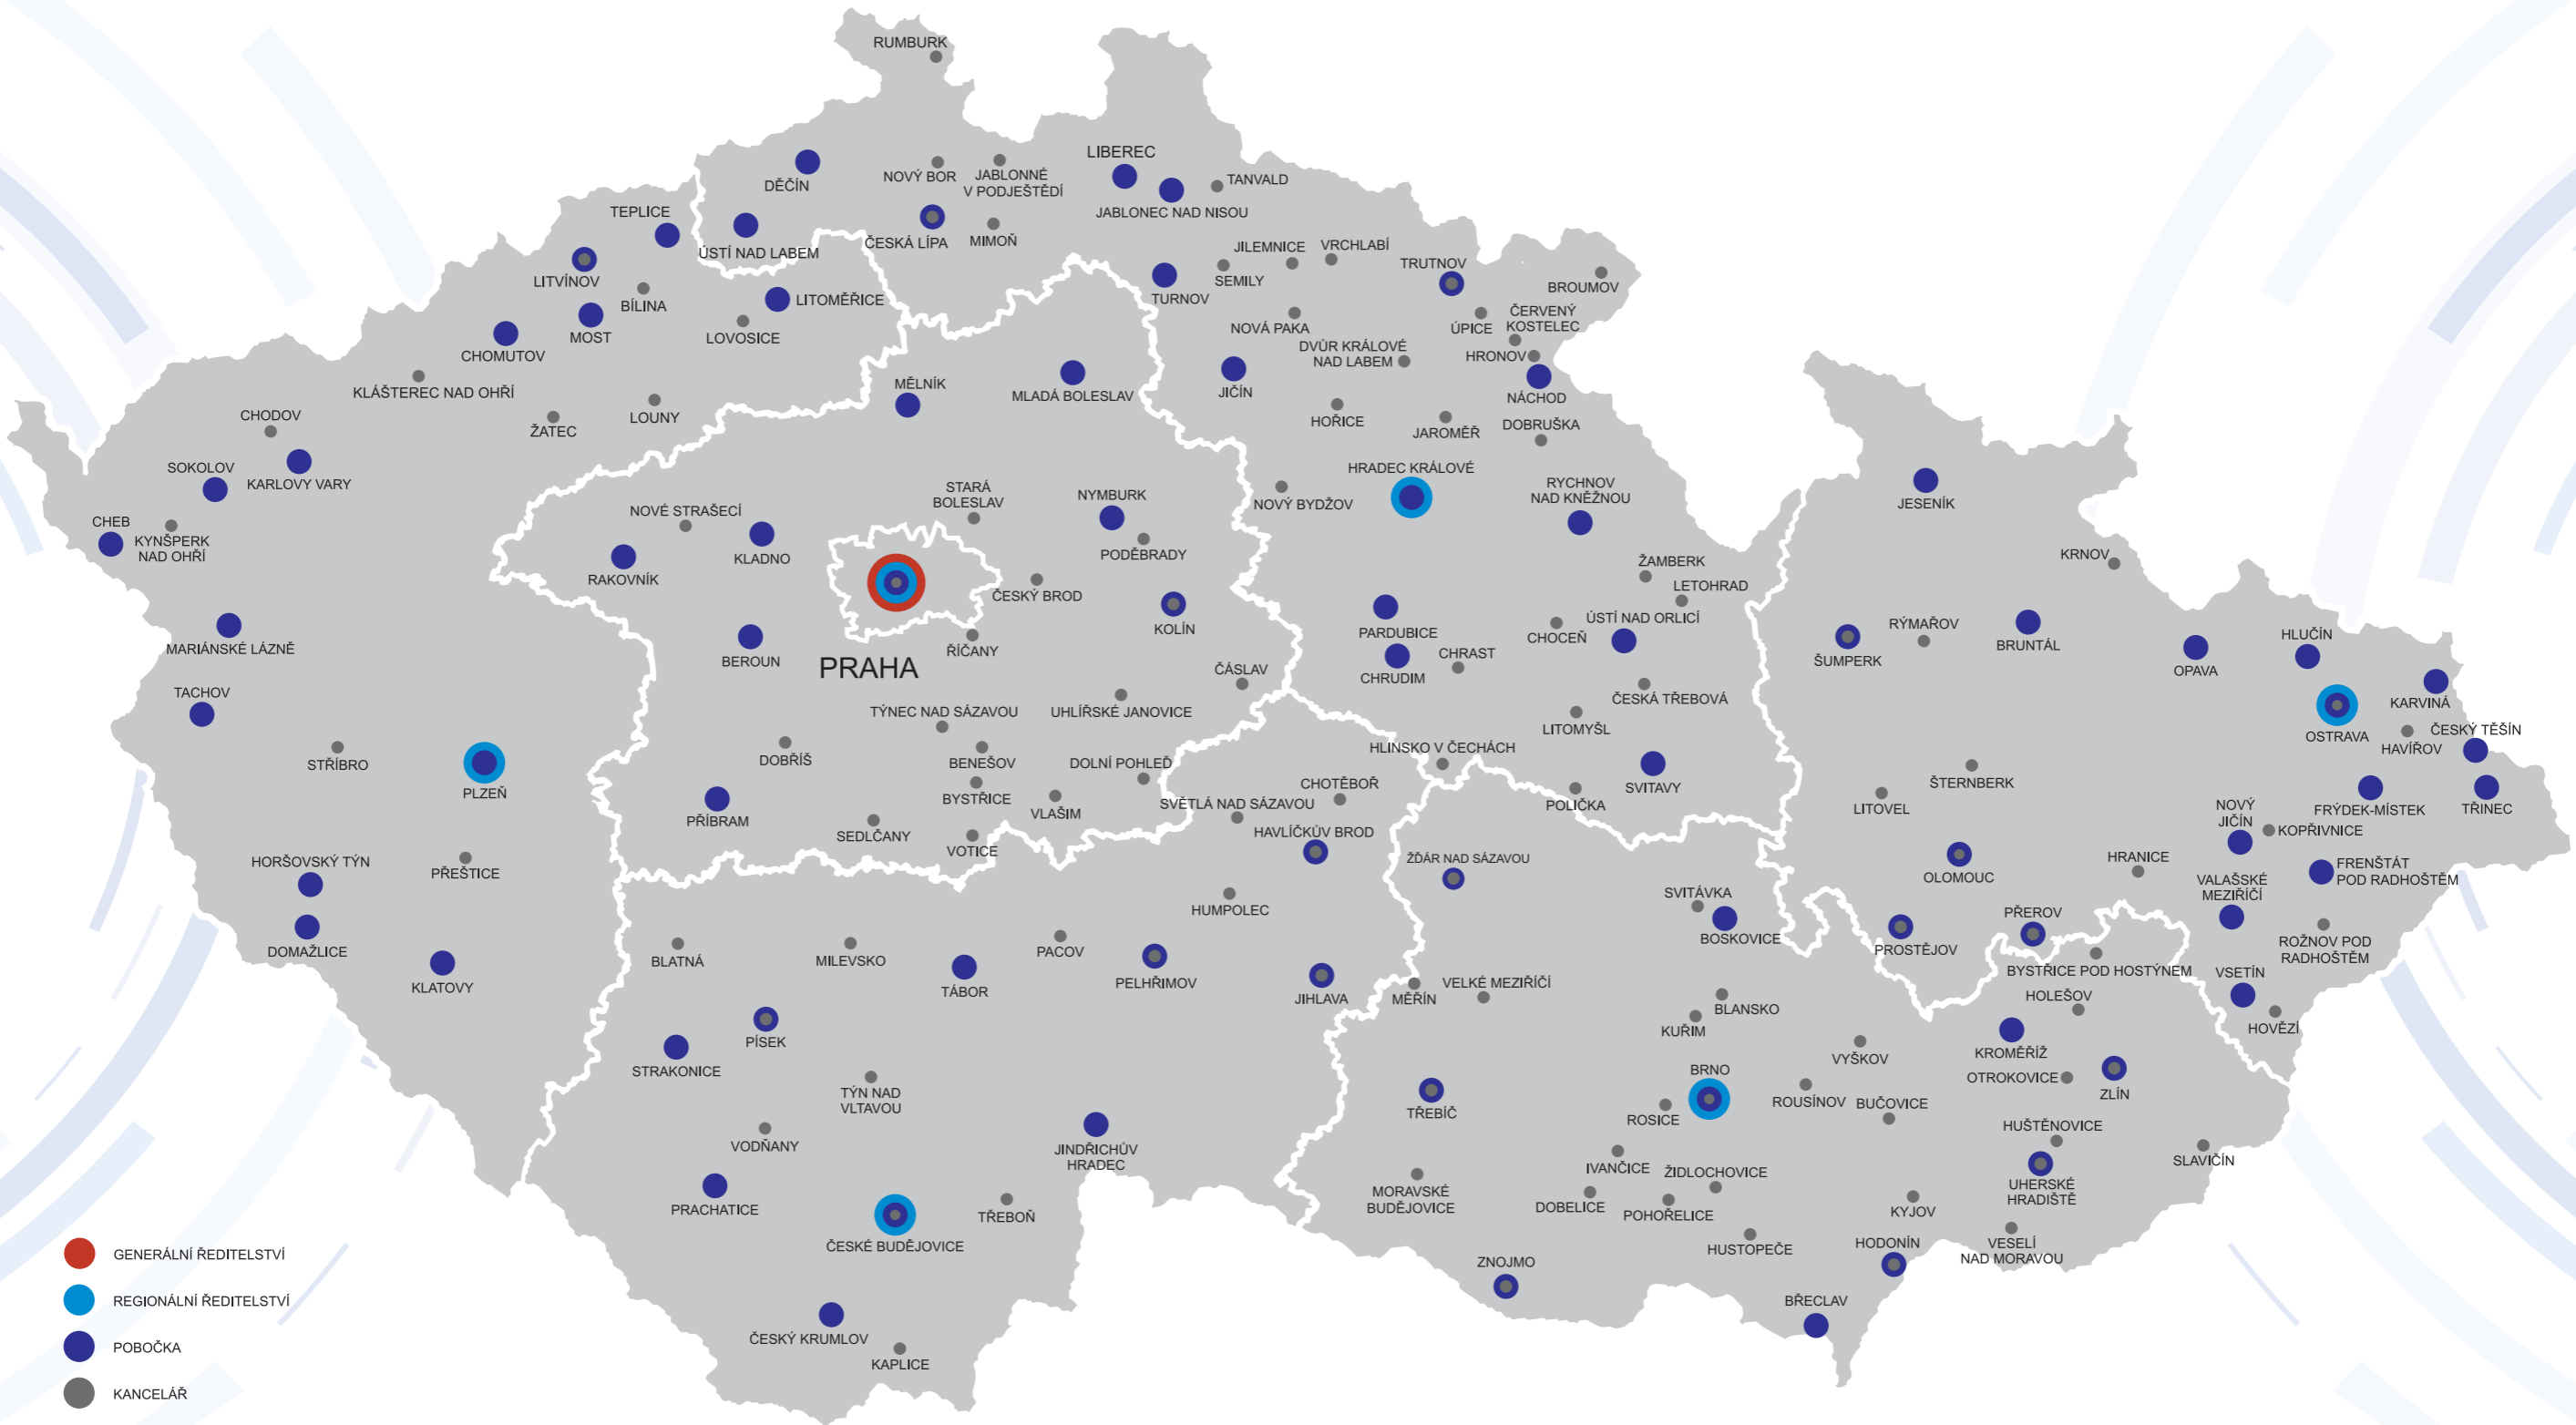 RUMBURK
LIBEREC
DĚČÍN
NOVÝ BOR
JABLONNÉ
V PODJEŠTĚDÍ
TANVALD
TEPLICE
JABLONEC NAD NISOU
ÚSTÍ NAD LABEM
ČESKÁ LÍPA
MIMOŇ
JILEMNICE
VRCHLABÍ
TRUTNOV
LITVÍNOV
SEMILY
BROUMOV
BÍLINA
LITOMĚŘICE
TURNOV
MOST
LOVOSICE
NOVÁ PAKA
ÚPICE
ČERVENÝ
KOSTELEC
CHOMUTOV
DVŮR KRÁLOVÉ
NAD LABEM
HRONOV
KLÁŠTEREC NAD OHŘÍ
MĚLNÍK
MLADÁ BOLESLAV
JIČÍN
NÁCHOD
CHODOV
ŽATEC
LOUNY
HOŘICE
JAROMĚŘ
DOBRUŠKA
SOKOLOV
KARLOVY VARY
HRADEC KRÁLOVÉ
STARÁ
BOLESLAV
NYMBURK
NOVÝ BYDŽOV
RYCHNOV
NAD KNĚŽNOU
JESENÍK
NOVÉ STRAŠECÍ
CHEB
KYNŠPERK
NAD OHŘÍ
KLADNO
PODĚBRADY
KRNOV
RAKOVNÍK
ČESKÝ BROD
ŽAMBERK
LETOHRAD
KOLÍN
PARDUBICE
CHOCEŇ
ÚSTÍ NAD ORLICÍ
RÝMAŘOV
MARIÁNSKÉ LÁZNĚ
BEROUN
PRAHA
ŘÍČANY
CHRAST
CHRUDIM
ŠUMPERK
BRUNTÁL
OPAVA
HLUČÍN
TACHOV
ČÁSLAV
ČESKÁ TŘEBOVÁ
KARVINÁ
TÝNEC NAD SÁZAVOU
UHLÍŘSKÉ JANOVICE
LITOMYŠL
OSTRAVA
HAVÍŘOV
ČESKÝ TĚŠÍN
STŘÍBRO
DOBŘÍŠ
BENEŠOV
DOLNÍ POHLEĎ
HLINSKO V ČECHÁCH
PLZEŇ
BYSTŘICE
CHOTĚBOŘ
SVITAVY
ŠTERNBERK
PŘÍBRAM
VLAŠIM
SVĚTLÁ NAD SÁZAVOU
POLIČKA
LITOVEL
FRÝDEK-MÍSTEK
TŘINEC
SEDLČANY
VOTICE
HAVLÍČKŮV BROD
NOVÝ
JIČÍN
KOPŘIVNICE
HORŠOVSKÝ TÝN
PŘEŠTICE
ŽĎÁR NAD SÁZAVOU
OLOMOUC
HRANICE
FRENŠTÁT
POD RADHOŠTĚM
VALAŠSKÉ
MEZIŘÍČÍ
HUMPOLEC
SVITÁVKA
DOMAŽLICE
BLATNÁ
MILEVSKO
PACOV
BOSKOVICE
PROSTĚJOV
PŘEROV
ROŽNOV POD
RADHOŠTĚM
KLATOVY
TÁBOR
PELHŘIMOV
JIHLAVA
MĚŘÍN
VELKÉ MEZIŘÍČÍ
BYSTŘICE POD HOSTÝNEM
VSETÍN
HOLEŠOV
BLANSKO
KUŘIM
HOVĚZÍ
PÍSEK
STRAKONICE
VYŠKOV
KROMĚŘÍŽ
OTROKOVICE
TÝN NAD
VLTAVOU
BRNO
ZLÍN
TŘEBÍČ
ROSICE
ROUSÍNOV
BUČOVICE
VODŇANY
JINDŘICHŮV
HRADEC
HUŠTĚNOVICE
IVANČICE
ŽIDLOCHOVICE
SLAVIČÍN
MORAVSKÉ
BUDĚJOVICE
UHERSKÉ
HRADIŠTĚ
PRACHATICE
TŘEBOŇ
DOBELICE
POHOŘELICE
KYJOV
ČESKÉ BUDĚJOVICE
HUSTOPEČE
HODONÍN
VESELÍ
NAD MORAVOU
GENERÁLNÍ ŘEDITELSTVÍ
ZNOJMO
REGIONÁLNÍ ŘEDITELSTVÍ
BŘECLAV
ČESKÝ KRUMLOV
POBOČKA
KAPLICE
KANCELÁŘ